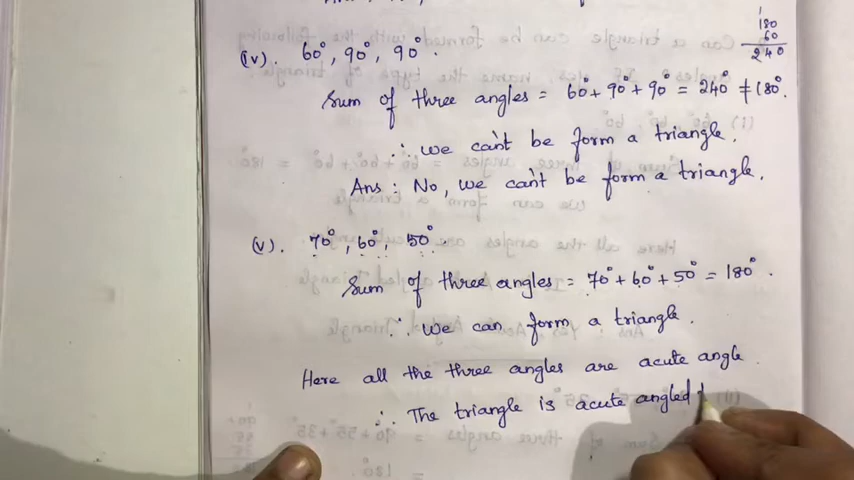 180
60
240
(iv). 60°, 90°, 90°.
Sum of three angles = 60° + 90° + 90° = 240° ≠ 180°.
∴ we can't be form a triangle.
Ans : No, we can't be form a triangle.
(v). 70°, 60°, 50°.
Sum of three angles = 70° + 60° + 50° = 180°.
∴ we can form a triangle.
Here all the three angles are acute angle.
∴ The triangle is acute angled